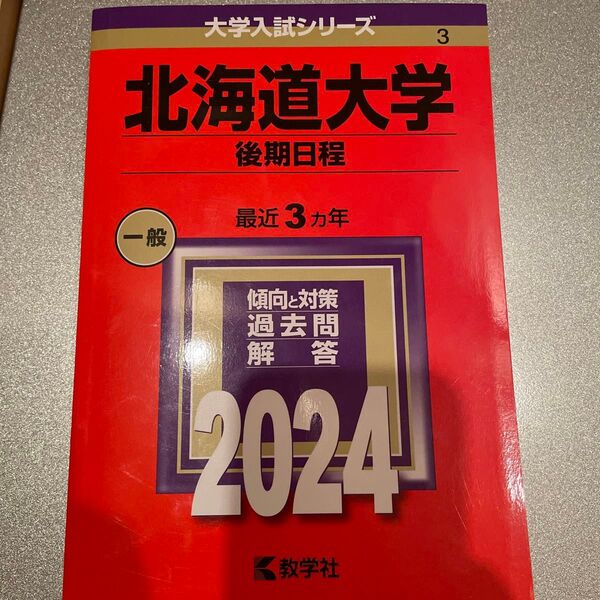 大学入試シリーズ
3
北海道大学
後期日程
最近3ヵ年
一般
傾向と対策
過去問
解答
2024
教学社